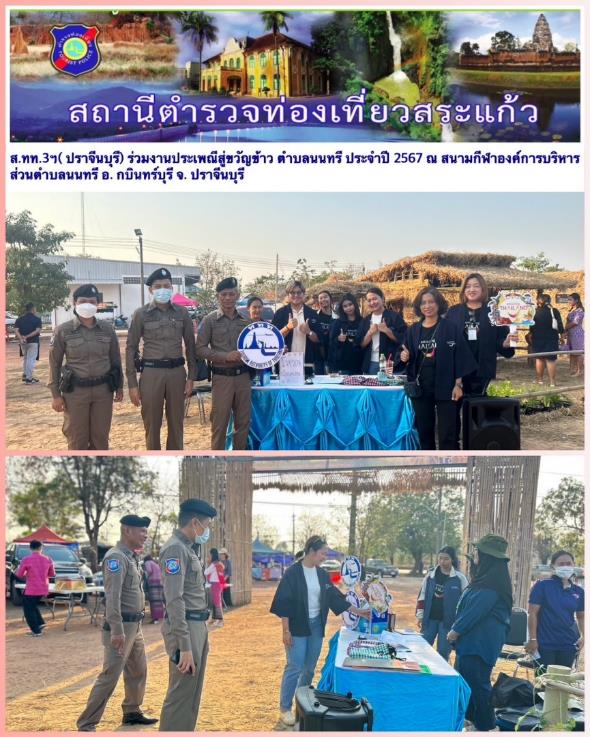 สถานีตำรวจท่องเที่ยวสระแก้ว
ส.ทท.3ฯ( ปราจีนบุรี) ร่วมงานประเพณีสู่ขวัญข้าว ตำบลนนทรี ประจำปี 2567 ณ สนามกีฬาองค์การบริหาร
ส่วนตำบลนนทรี อ. กบินทร์บุรี จ. ปราจีนบุรี
ททท
THAILAND